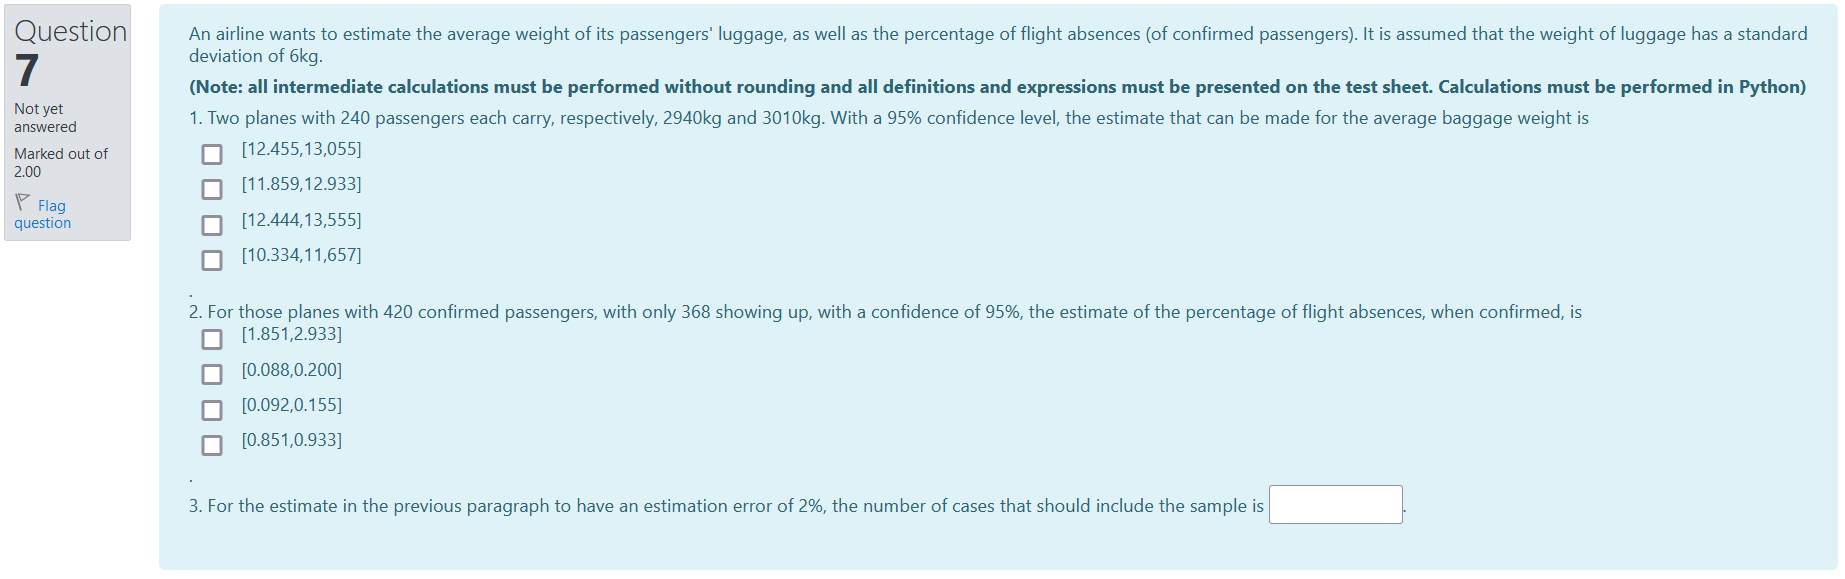 Question
7
Not yet
answered
Marked out of
2.00
Flag
question
An airline wants to estimate the average weight of its passengers' luggage, as well as the percentage of flight absences (of confirmed passengers). It is assumed that the weight of luggage has a standard
deviation of 6kg.
(Note: all intermediate calculations must be performed without rounding and all definitions and expressions must be presented on the test sheet. Calculations must be performed in Python)
1. Two planes with 240 passengers each carry, respectively, 2940kg and 3010kg. With a 95% confidence level, the estimate that can be made for the average baggage weight is
[12.455,13,055]
[11.859,12.933]
[12.444,13,555]
[10.334,11,657]
.
2. For those planes with 420 confirmed passengers, with only 368 showing up, with a confidence of 95%, the estimate of the percentage of flight absences, when confirmed, is
[1.851,2.933]
[0.088,0.200]
[0.092,0.155]
[0.851,0.933]
.
3. For the estimate in the previous paragraph to have an estimation error of 2%, the number of cases that should include the sample is .